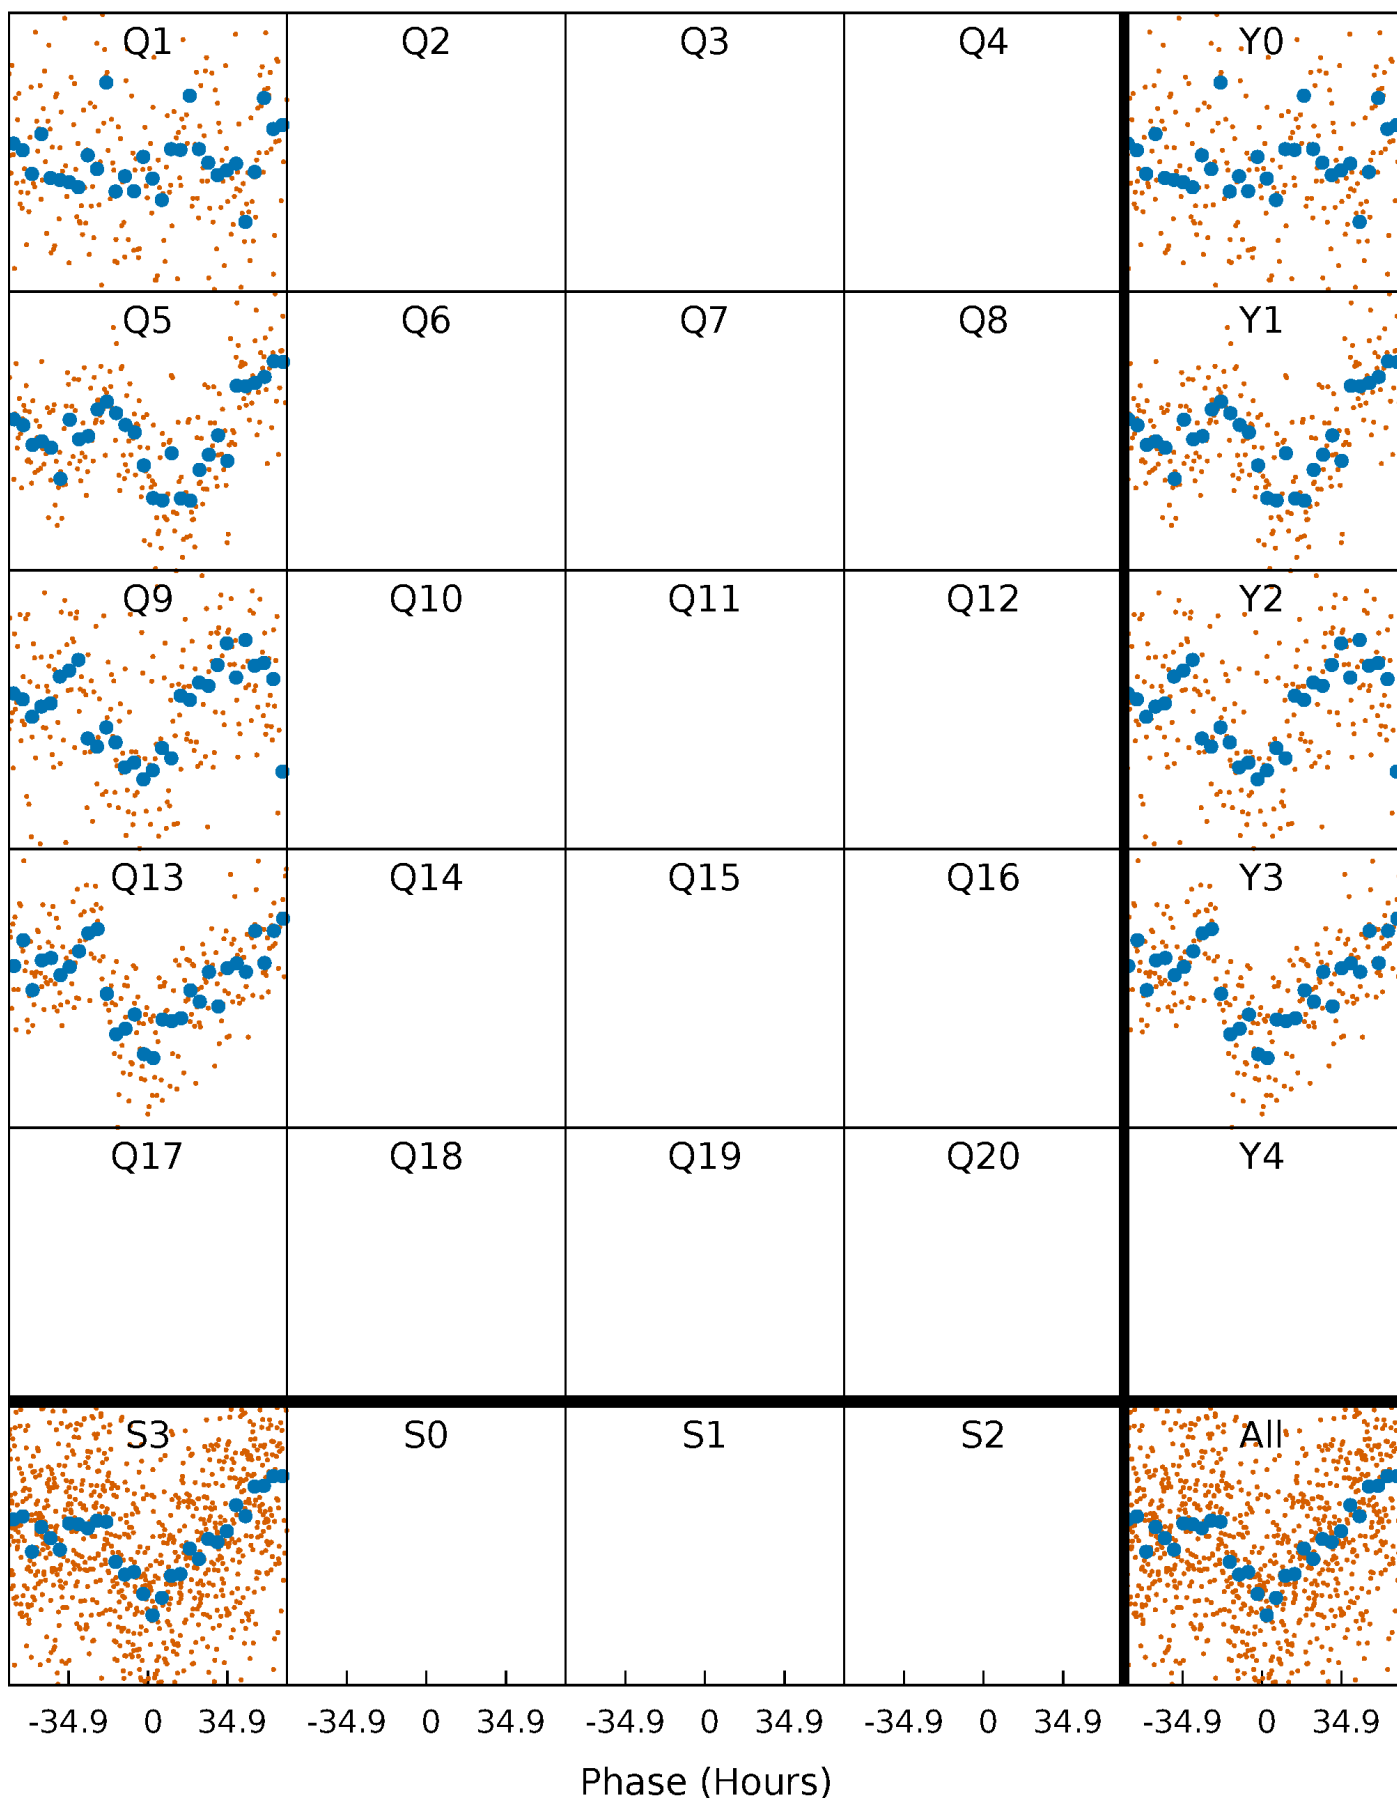 Q1 Q2 Q3 Q4 Y0
Q5 Q6 Q7 Q8 Y1
Q9 Q10 Q11 Q12 Y2
Q13 Q14 Q15 Q16 Y3
Q17 Q18 Q19 Q20 Y4
S3 S0 S1 S2 All
-34.9 0 34.9 -34.9 0 34.9 -34.9 0 34.9 -34.9 0 34.9 -34.9 0 34.9
Phase (Hours)